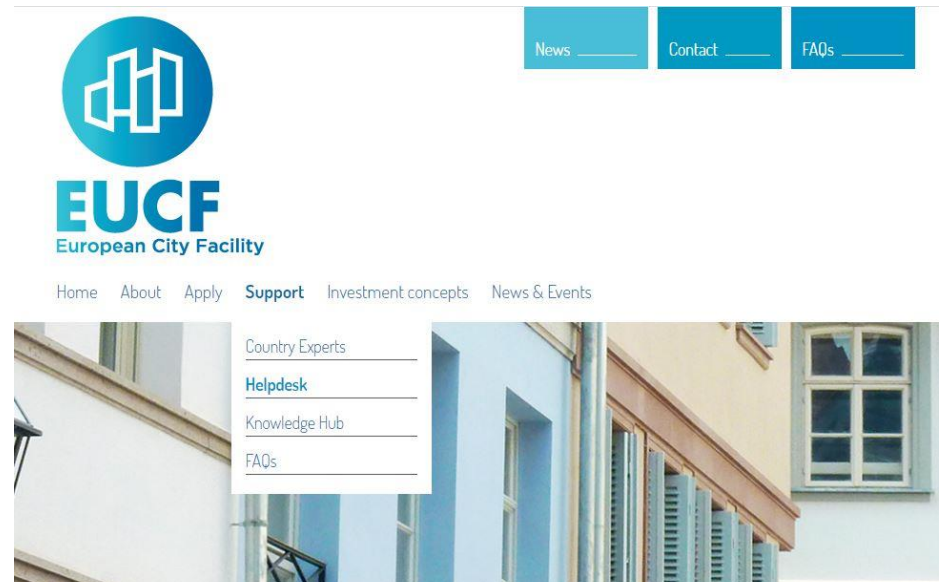 News
Contact
FAQs
EUCF
European City Facility
Home About Apply Support Investment concepts News & Events
Country Experts
Helpdesk
Knowledge Hub
FAQs